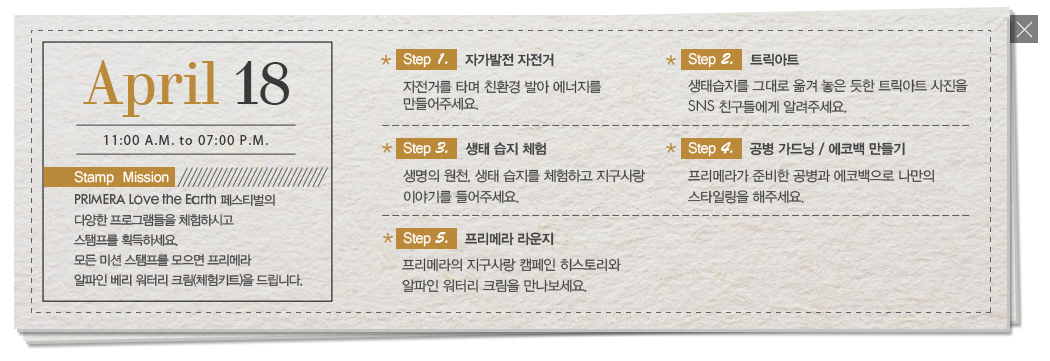 April 18
11:00 A.M. to 07:00 P.M.
Stamp Mission
PRIMERA Love the Earth 페스티벌의
다양한 프로그램들을 체험하시고
스탬프를 획득하세요.
모든 미션 스탬프를 모으면 프리메라
알파인 베리 워터리 크림(체험키트)을 드립니다.
* Step 1. 자가발전 자전거
자전거를 타며 친환경 발아 에너지를
만들어주세요.
* Step 2. 트릭아트
생태습지를 그대로 옮겨 놓은 듯한 트릭아트 사진을
SNS 친구들에게 알려주세요.
* Step 3. 생태 습지 체험
생명의 원천, 생태 습지를 체험하고 지구사랑
이야기를 들어주세요.
* Step 4. 공병 가드닝 / 에코백 만들기
프리메라가 준비한 공병과 에코백으로 나만의
스타일링을 해주세요.
* Step 5. 프리메라 라운지
프리메라의 지구사랑 캠페인 히스토리와
알파인 워터리 크림을 만나보세요.